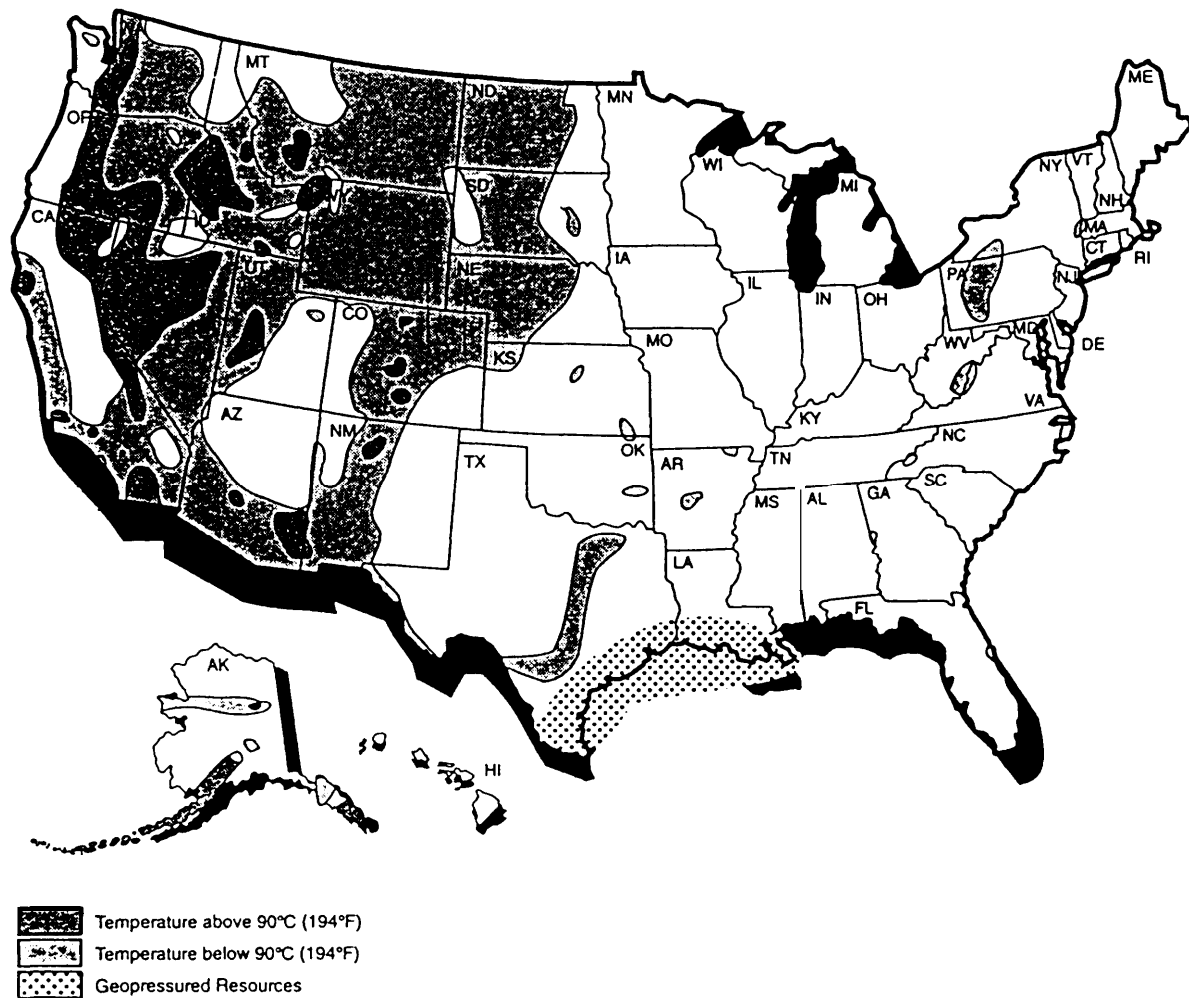 ME
MT
ND
MN
OR
NY
VT
WI
MI
SD
NH
ID
CA
MA
CT
IA
RI
UT
NE
PA
NJ
IL
IN
OH
CO
MD
WV
DE
MO
KS
VA
AZ
KY
NM
NC
OK
TX
AR
TN
SC
MS
AL
GA
LA
FL
AK
HI
Temperature above 90°C (194°F)
Temperature below 90°C (194°F)
Geopressured Resources